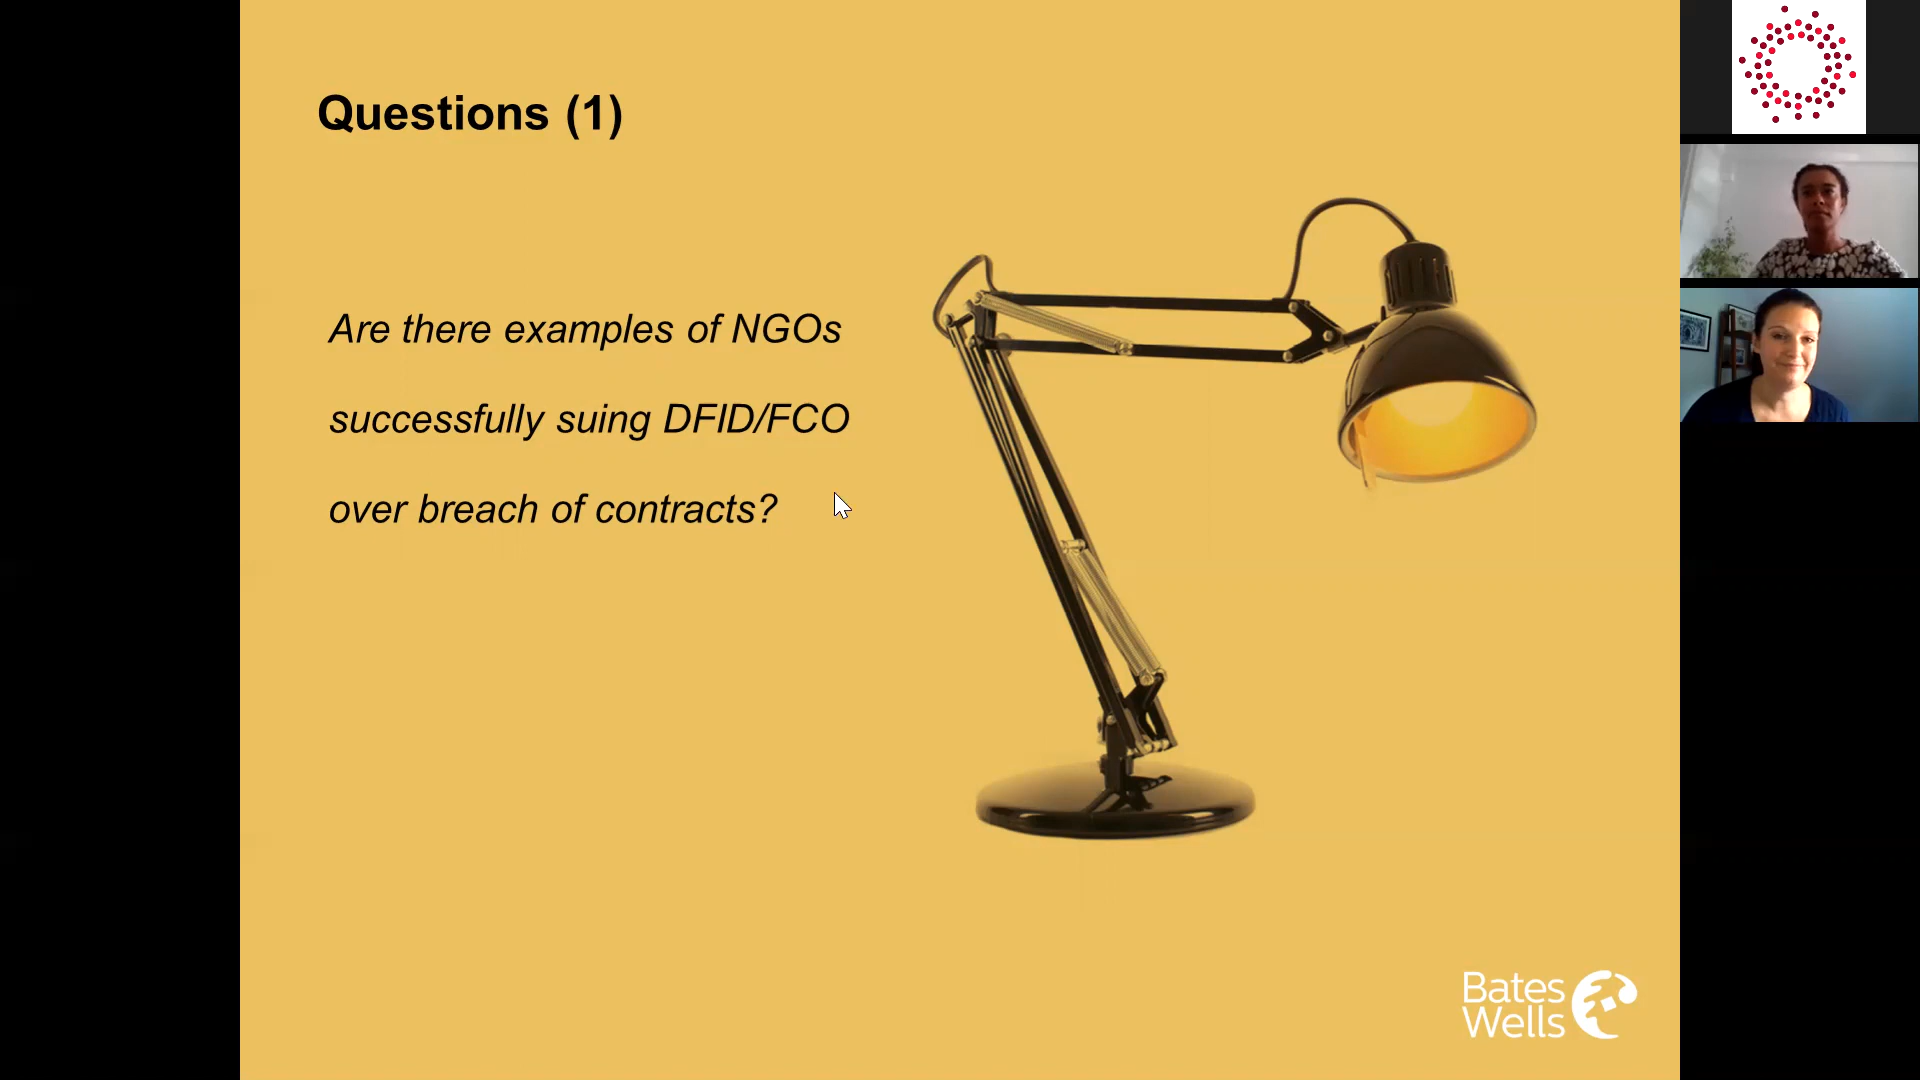 Questions (1)
Are there examples of NGOs
successfully suing DFID/FCO
over breach of contracts?
Bates
Wells